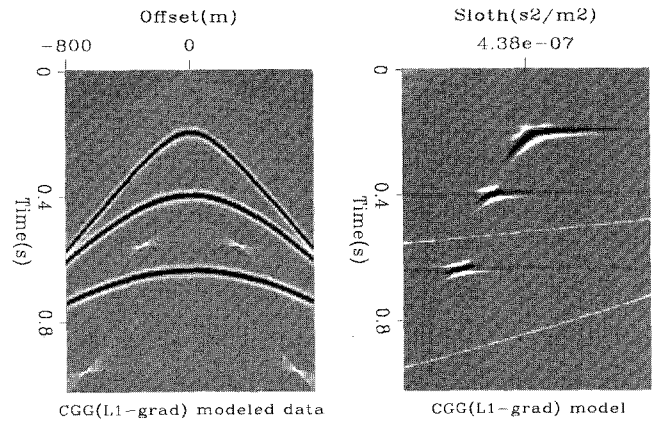 Offset(m)
-800 0
0
0.4
0.8
Time(s)
CGG(L1-grad) modeled data
Sloth(s2/m2)
4.38e-07
0
0.4
0.8
Time(s)
CGG(L1-grad) model